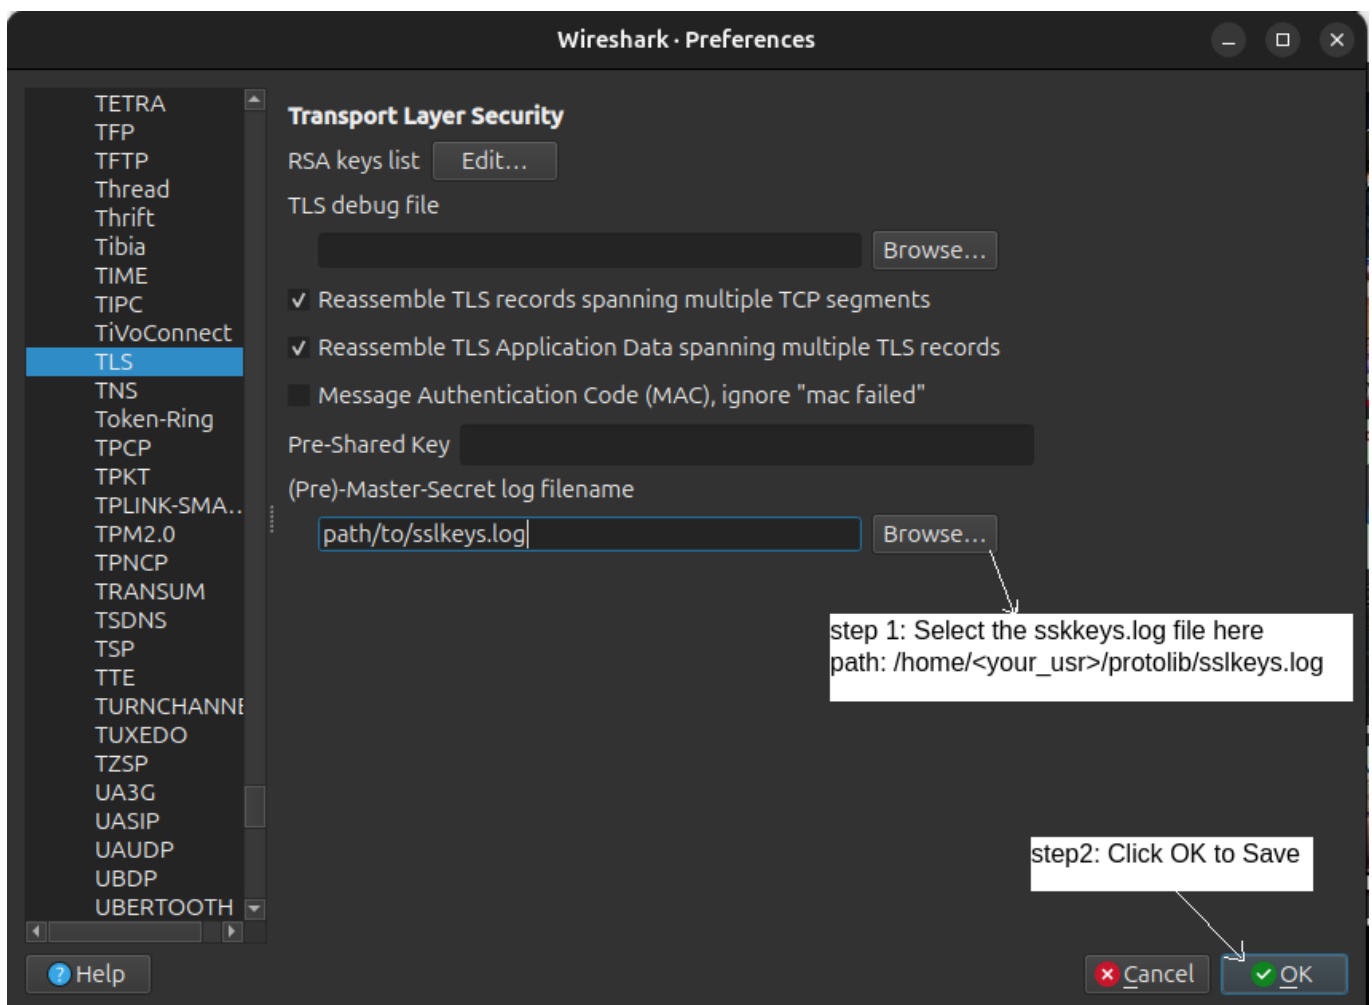 Wireshark · Preferences
TETRA
TFP
TFTP
Thread
Thrift
Tibia
TIME
TIPC
TiVoConnect
TLS
TNS
Token-Ring
TPCP
TPKT
TPLINK-SMA..
TPM2.0
TPNCP
TRANSUM
TSDNS
TSP
TTE
TURNCHANNE
TUXEDO
TZSP
UA3G
UASIP
UAUDP
UBDP
UBERTOOTH
Transport Layer Security
RSA keys list Edit...
TLS debug file
Browse...
Reassemble TLS records spanning multiple TCP segments
Reassemble TLS Application Data spanning multiple TLS records
Message Authentication Code (MAC), ignore "mac failed"
Pre-Shared Key
(Pre)-Master-Secret log filename
path/to/sslkeys.log Browse...
step 1: Select the sskkeys.log file here
path: /home/<your_usr>/protolib/sslkeys.log
step2: Click OK to Save
Help Cancel OK